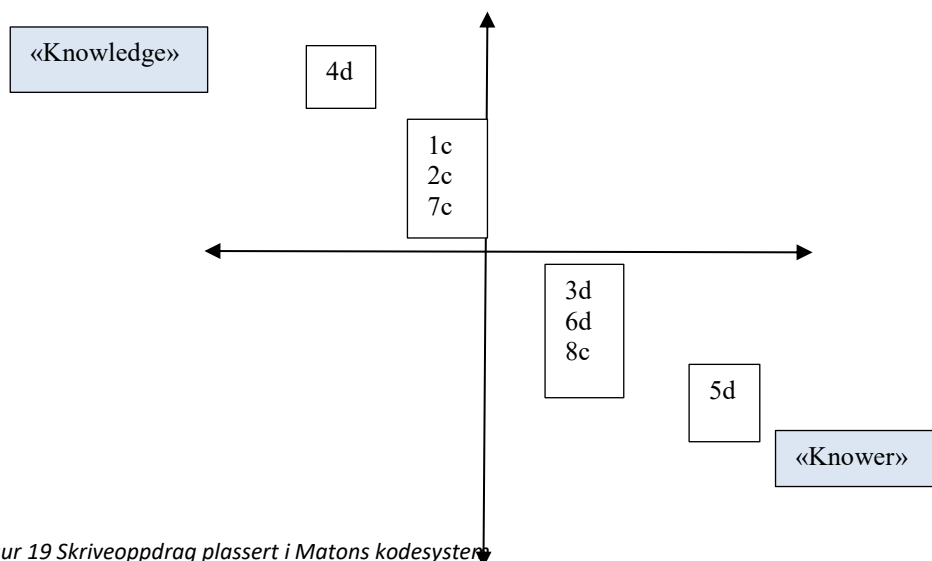 «Knowledge»
4d
1c
2c
7c
3d
6d
8c
5d
«Knower»
ur 19 Skriveoppdrag plassert i Matons kodesystem